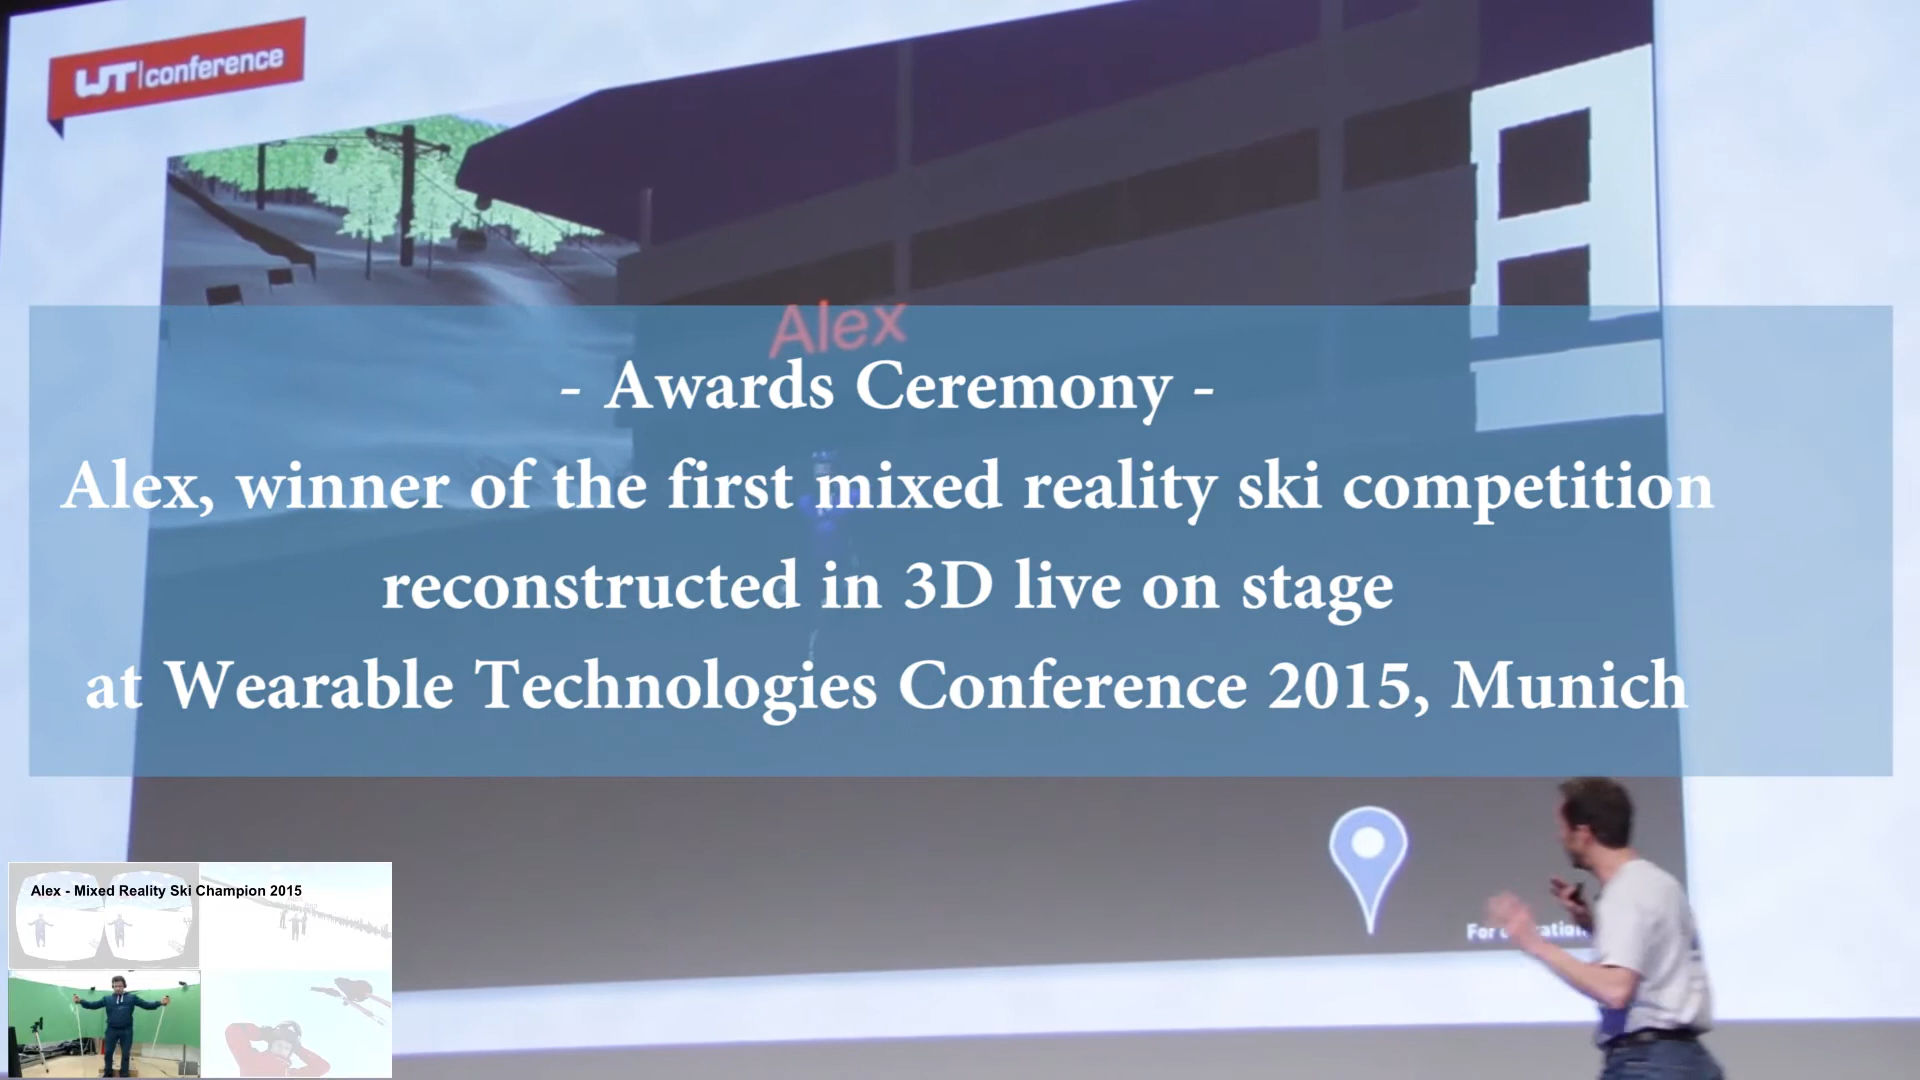 WT|conference
Alex
- Awards Ceremony -
Alex, winner of the first mixed reality ski competition
reconstructed in 3D live on stage
at Wearable Technologies Conference 2015, Munich
For
Alex - Mixed Reality Ski Champion 2015